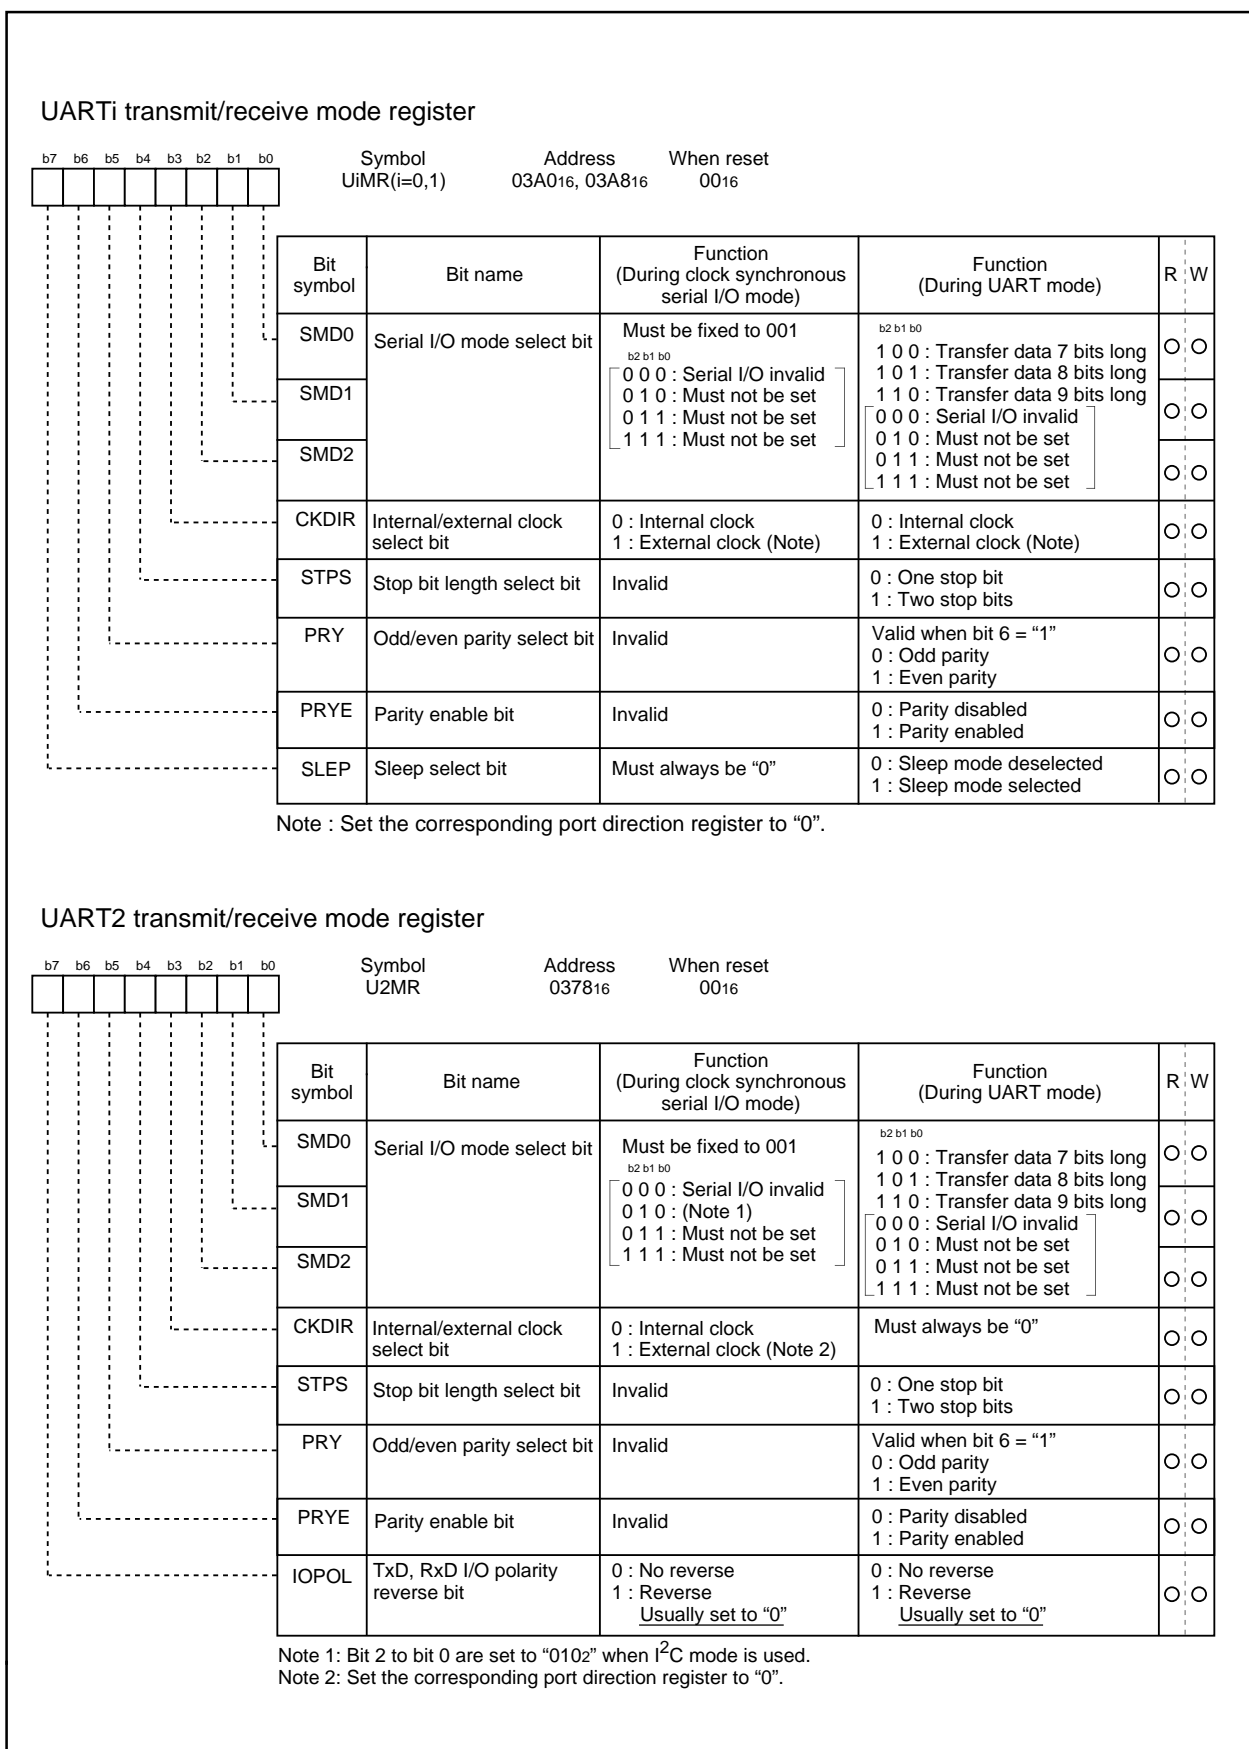 UARTi transmit/receive mode register
b7 b6 b5 b4 b3 b2 b1 b0
Symbol Address When reset
UiMR(i=0,1) 03A016, 03A816 0016
Bit symbol Bit name Function (During clock synchronous serial I/O mode) Function (During UART mode) R W
SMD0 Serial I/O mode select bit
SMD1
SMD2
Must be fixed to 001
b2 b1 b0
0 0 0 : Serial I/O invalid
0 1 0 : Must not be set
0 1 1 : Must not be set
1 1 1 : Must not be set
b2 b1 b0
1 0 0 : Transfer data 7 bits long
1 0 1 : Transfer data 8 bits long
1 1 0 : Transfer data 9 bits long
0 0 0 : Serial I/O invalid
0 1 0 : Must not be set
0 1 1 : Must not be set
1 1 1 : Must not be set
CKDIR
Internal/external clock
select bit
0 : Internal clock
1 : External clock (Note)
0 : Internal clock
1 : External clock (Note)
STPS
Stop bit length select bit
Invalid
0 : One stop bit
1 : Two stop bits
PRY
Odd/even parity select bit
Invalid
Valid when bit 6 = “1”
0 : Odd parity
1 : Even parity
PRYE
Parity enable bit
Invalid
0 : Parity disabled
1 : Parity enabled
SLEP
Sleep select bit
Must always be “0”
0 : Sleep mode deselected
1 : Sleep mode selected
Note : Set the corresponding port direction register to “0”.
UART2 transmit/receive mode register
b7 b6 b5 b4 b3 b2 b1 b0
Symbol Address When reset
U2MR 037816 0016
Bit symbol Bit name Function (During clock synchronous serial I/O mode) Function (During UART mode) R W
SMD0 Serial I/O mode select bit
SMD1
SMD2
Must be fixed to 001
b2 b1 b0
0 0 0 : Serial I/O invalid
0 1 0 : (Note 1)
0 1 1 : Must not be set
1 1 1 : Must not be set
b2 b1 b0
1 0 0 : Transfer data 7 bits long
1 0 1 : Transfer data 8 bits long
1 1 0 : Transfer data 9 bits long
0 0 0 : Serial I/O invalid
0 1 0 : Must not be set
0 1 1 : Must not be set
1 1 1 : Must not be set
CKDIR
Internal/external clock
select bit
0 : Internal clock
1 : External clock (Note 2)
Must always be “0”
STPS
Stop bit length select bit
Invalid
0 : One stop bit
1 : Two stop bits
PRY
Odd/even parity select bit
Invalid
Valid when bit 6 = “1”
0 : Odd parity
1 : Even parity
PRYE
Parity enable bit
Invalid
0 : Parity disabled
1 : Parity enabled
IOPOL
TxD, RxD I/O polarity
reverse bit
0 : No reverse
1 : Reverse
Usually set to “0”
0 : No reverse
1 : Reverse
Usually set to “0”
Note 1: Bit 2 to bit 0 are set to “0102” when I2C mode is used.
Note 2: Set the corresponding port direction register to “0”.